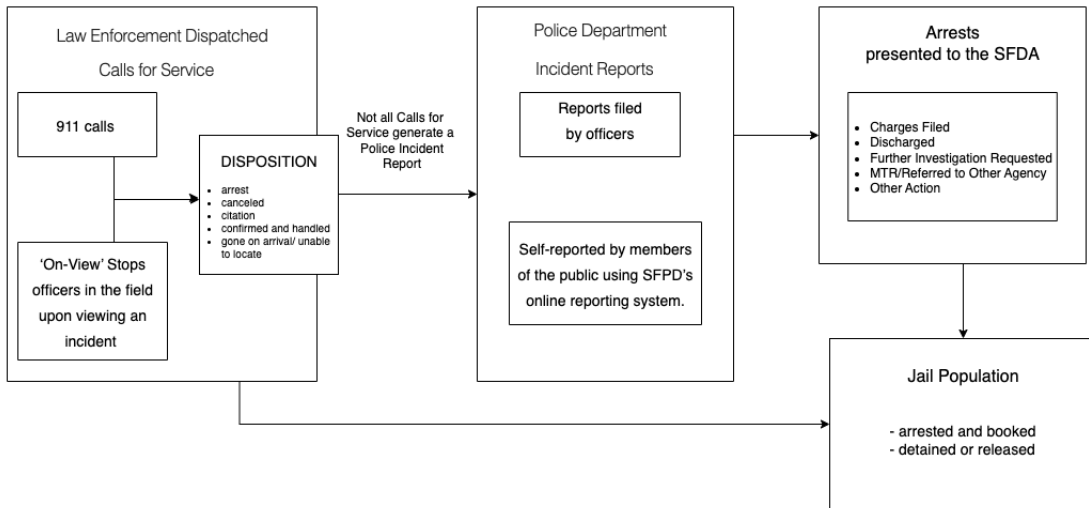 Law Enforcement Dispatched
Calls for Service
911 calls
'On-View' Stops
officers in the field
upon viewing an
incident
DISPOSITION
• arrest
• canceled
• citation
• confirmed and handled
• gone on arrival/ unable
to locate
Not all Calls for
Service generate a
Police Incident
Report
Police Department
Incident Reports
Reports filed
by officers
Self-reported by members
of the public using SFPD's
online reporting system.
Arrests
presented to the SFDA
• Charges Filed
• Discharged
• Further Investigation Requested
• MTR/Referred to Other Agency
• Other Action
Jail Population
- arrested and booked
- detained or released